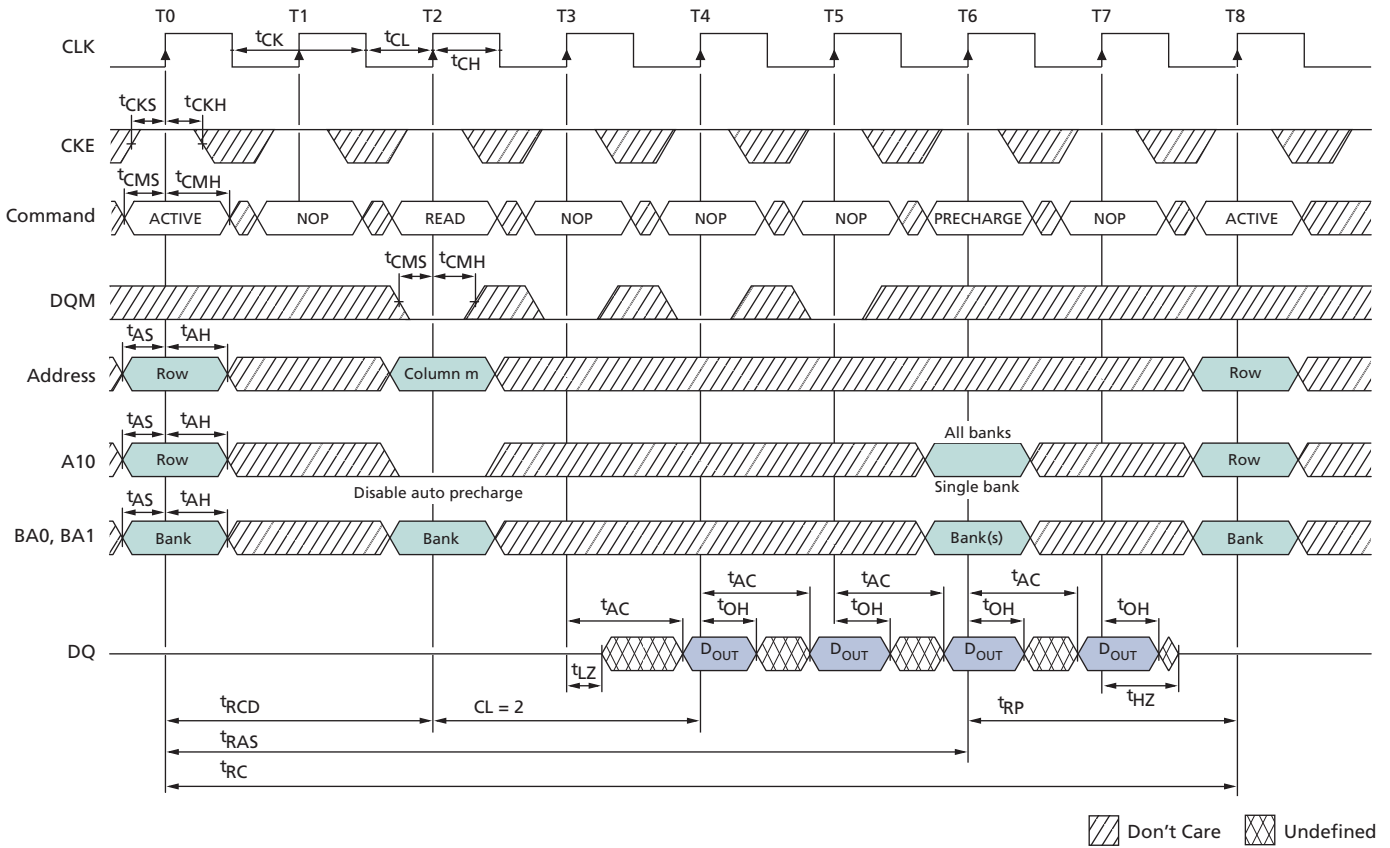 T0 T1 T2 T3 T4 T5 T6 T7 T8
CLK tCK tCL tCH
tCKS tCKH
CKE
tCMS tCMH
Command ACTIVE NOP READ NOP NOP NOP PRECHARGE NOP ACTIVE
tCMS tCMH
DQM
tAS tAH
Address Row Column m Row
tAS tAH All banks
A10 Row Row
Disable auto precharge Single bank
tAS tAH
BA0, BA1 Bank Bank Bank(s) Bank
tAC tAC tAC tAC
tOH tOH tOH tOH
DQ DOUT DOUT DOUT DOUT
tLZ tHZ
tRCD CL = 2 tRP
tRAS
tRC
Don't Care Undefined